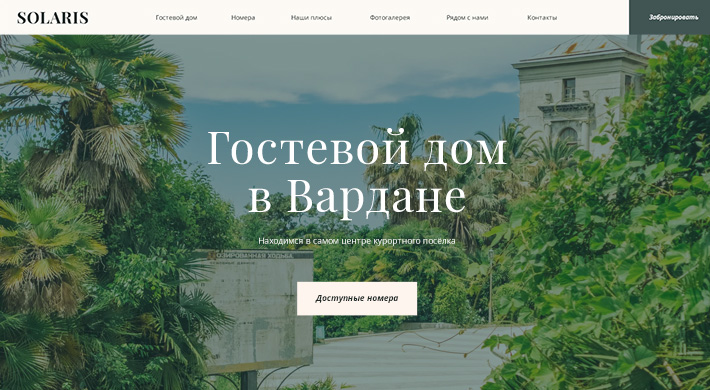 SOLARIS
Гостевой дом
Номера
Наши плюсы
Фотогалерея
Рядом с нами
Контакты
Забронировать
Гостевой дом
в Вардане
Находимся в самом центре курортного посёлка
Доступные номера